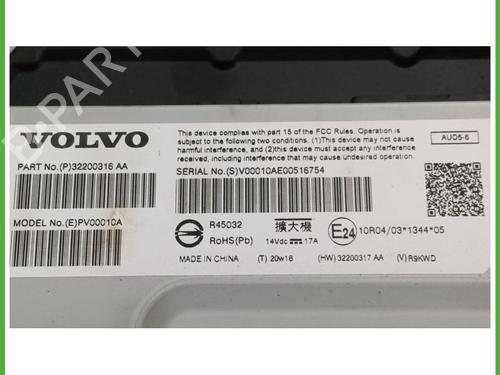 VOLVO
PART No.(P)32200316 AA
MODEL No.(E)PV00010A
This device complies with part 15 of the FCC Rules. Operation is
subject to the following two conditions. (1)This device may not cause
harmful interference, and (2)this device must accept any interference
received, including interference that may cause undesired operation.
AUD5-6
SERIAL No.(S)V00010AE00516754
R45032
RoHS(Pb)
擴大機
14Vdc 17A
E24 10R04/03*1344*05
MADE IN CHINA (T) 20w18 (HW) 32200317 AA (V) R9KWD